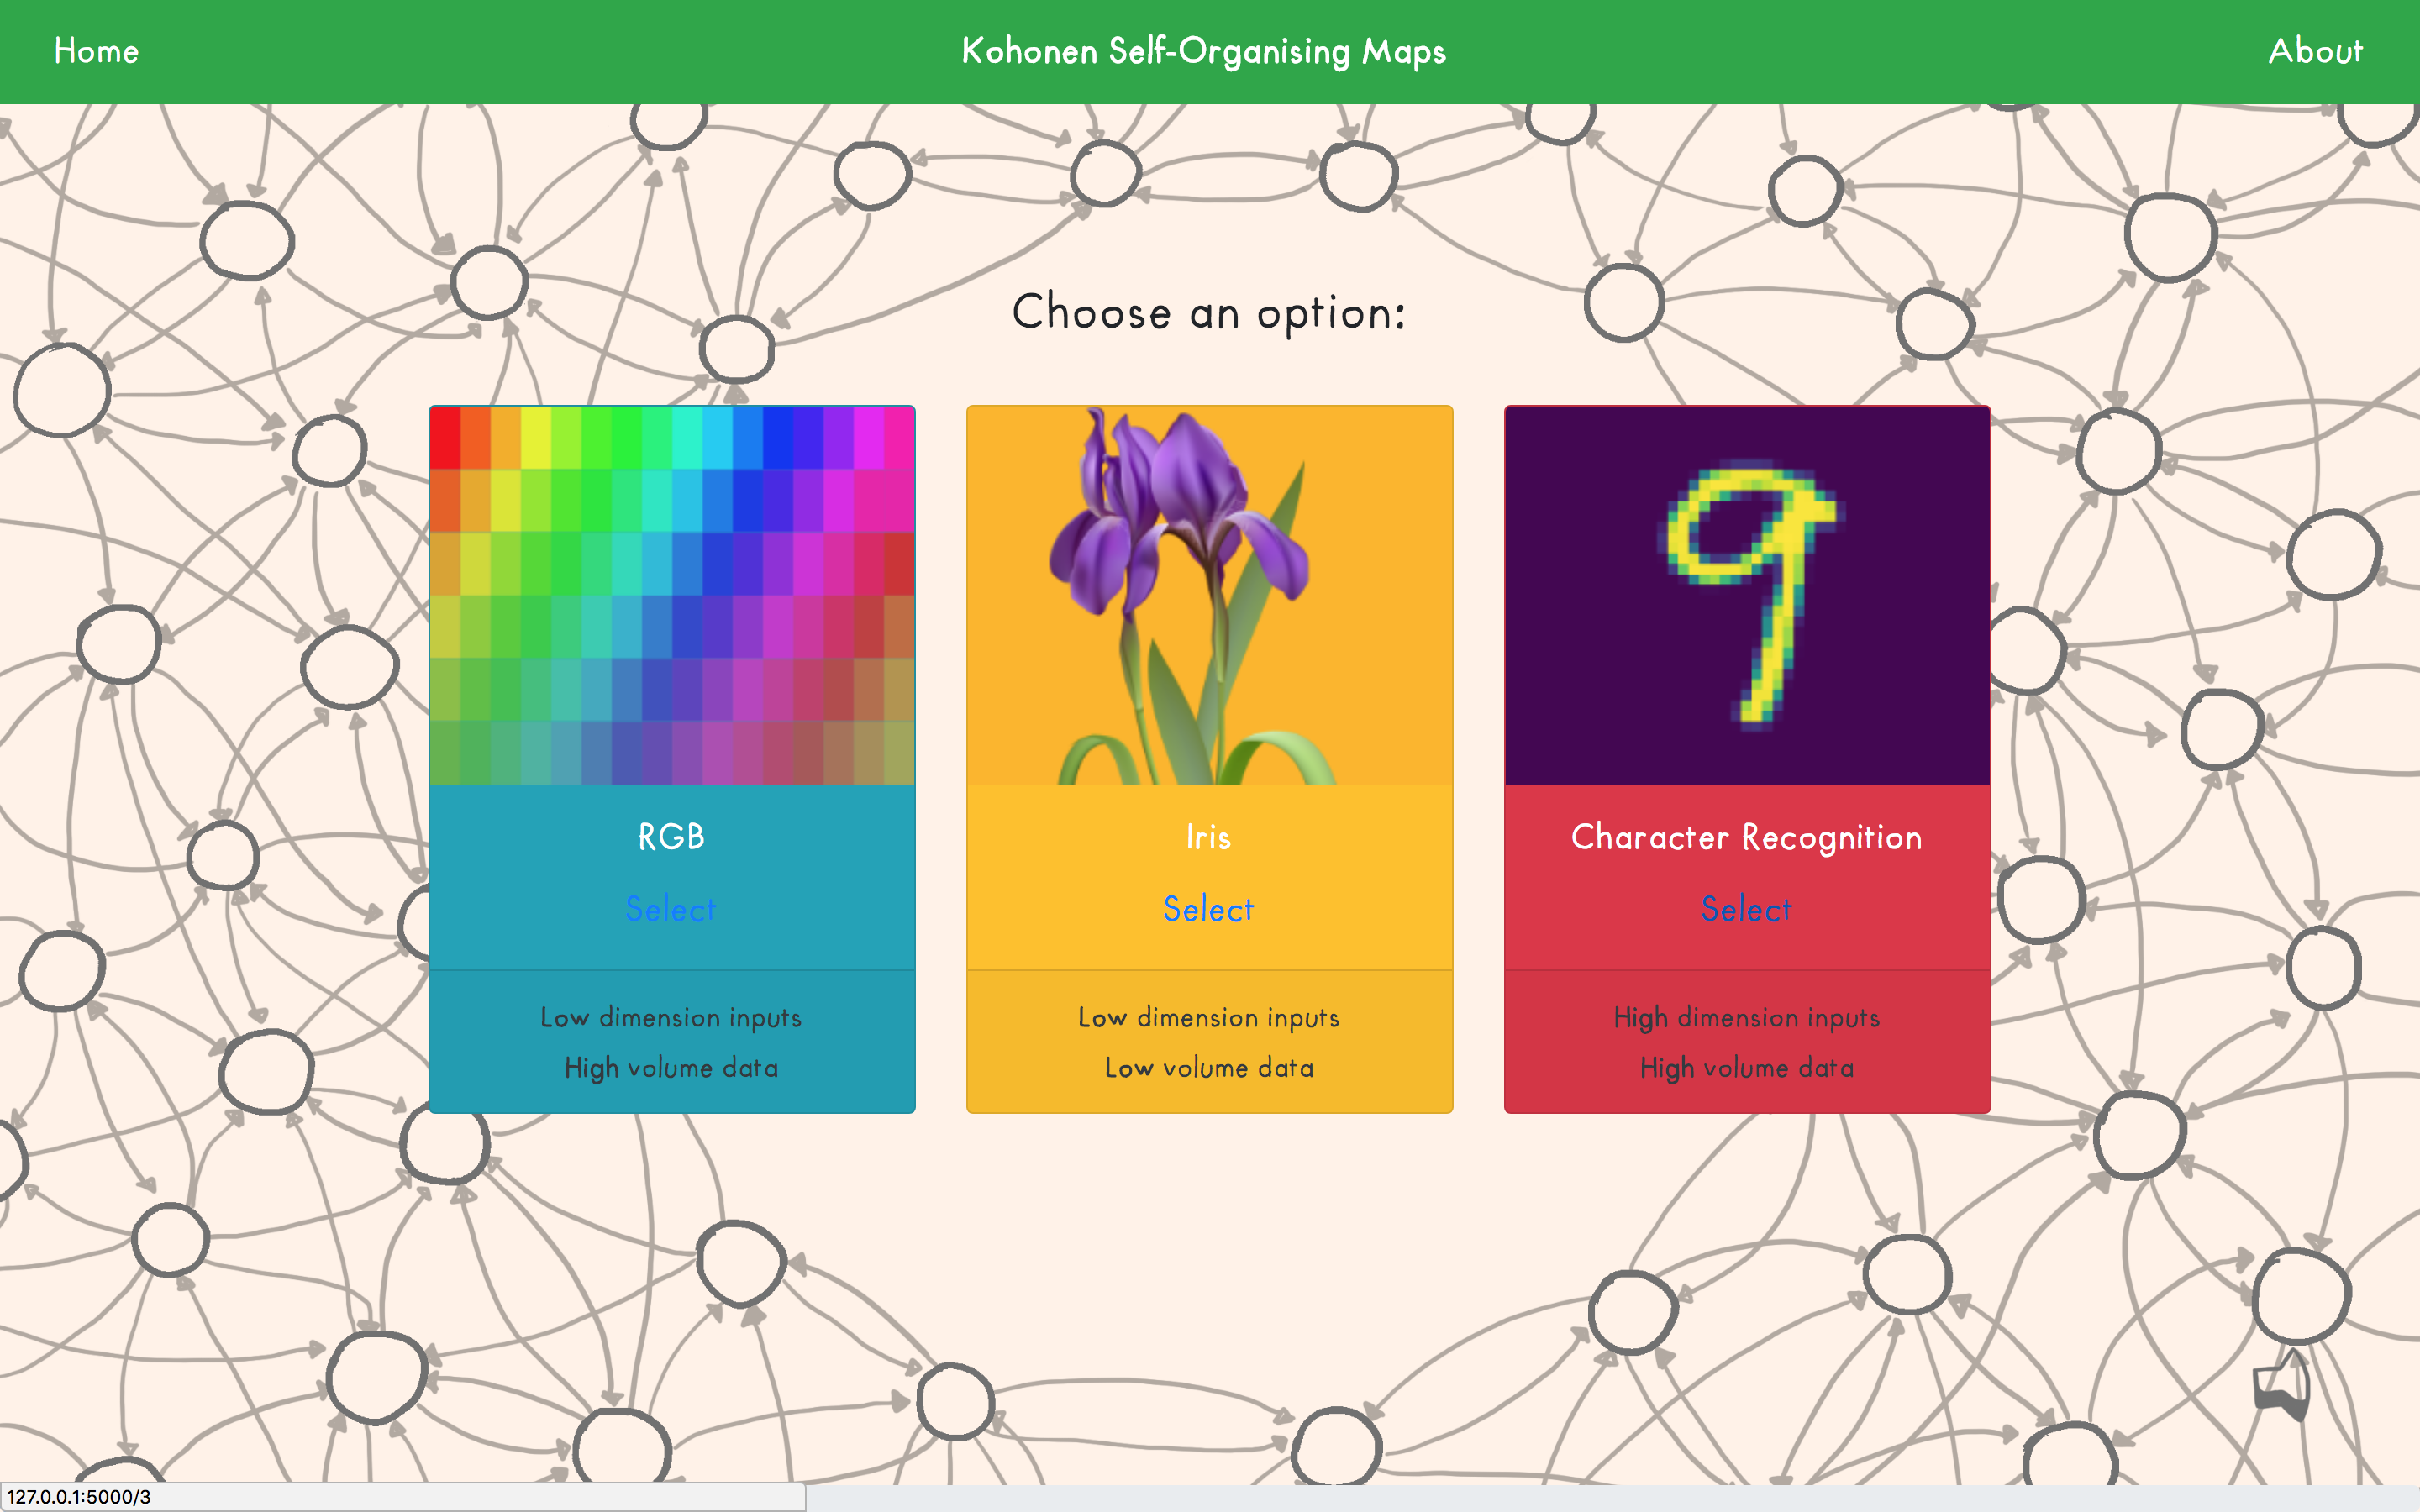 Home
Kohonen Self-Organising Maps
About
Choose an option:
RGB
Select
Low dimension inputs
High volume data
Iris
Select
Low dimension inputs
Low volume data
Character Recognition
Select
High dimension inputs
High volume data
9
127.0.0.1:5000/3